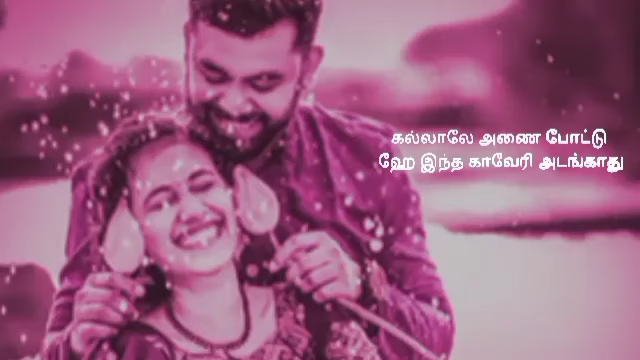 கல்லாலே அணை போட்டு
ஹே இந்த காவேரி அடங்காது